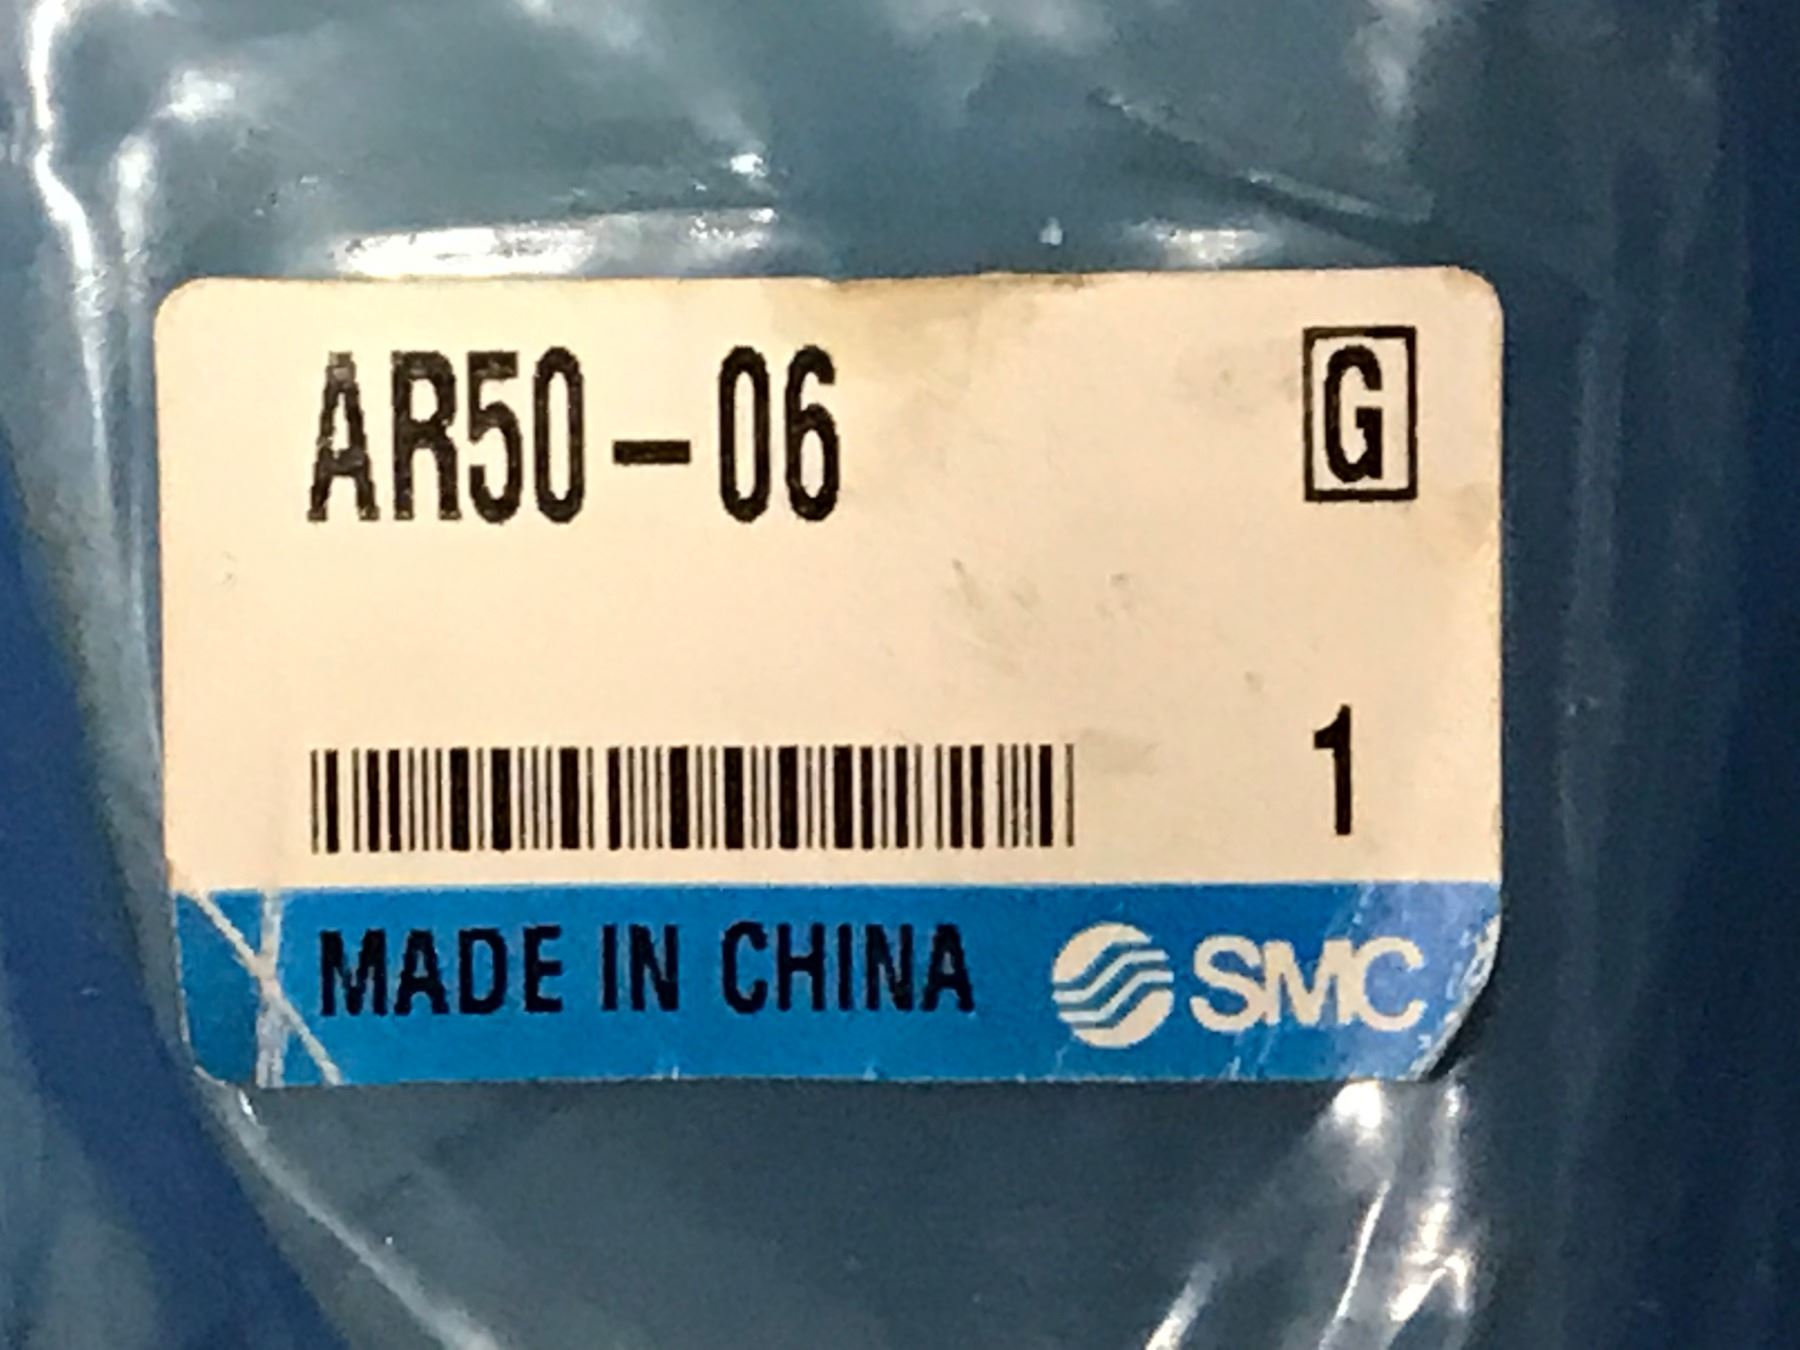 AR50-06 G
1
MADE IN CHINA SMC